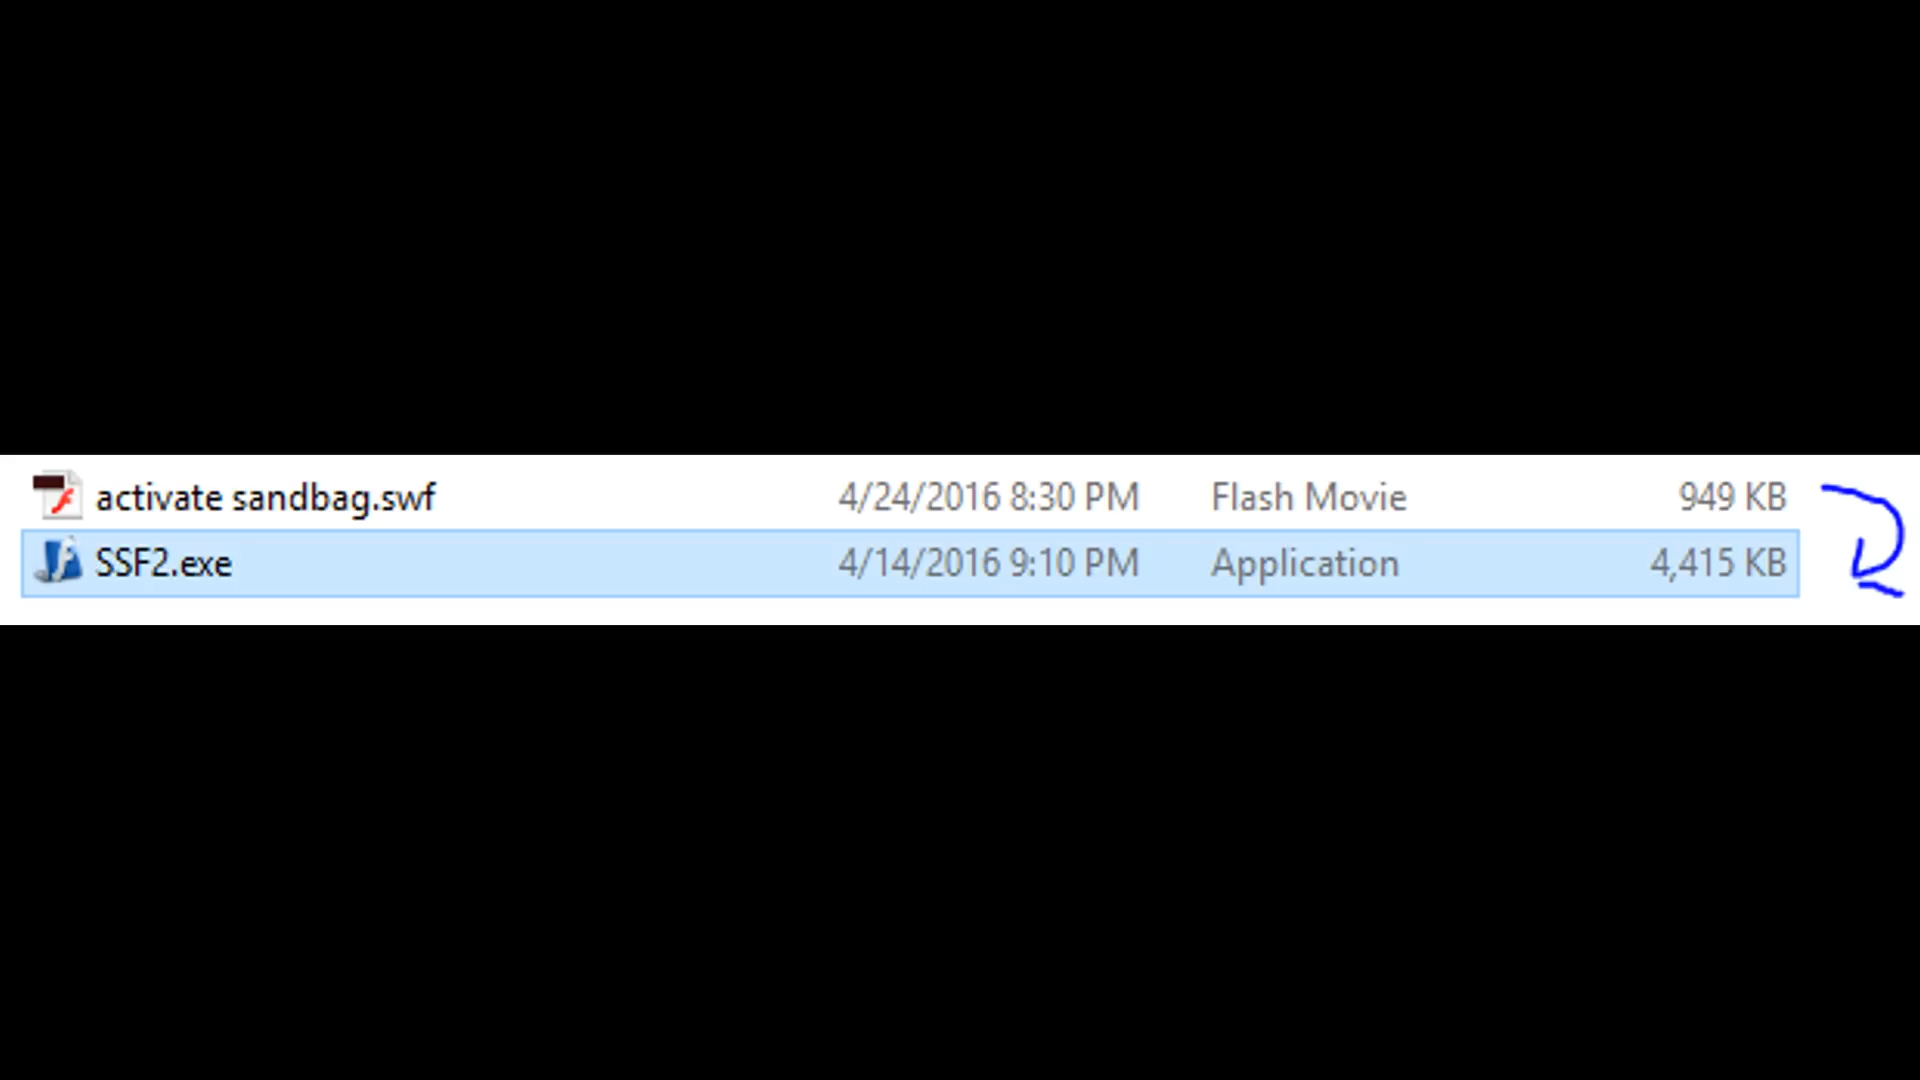 activate sandbag.swf 4/24/2016 8:30 PM Flash Movie 949 KB
SSF2.exe 4/14/2016 9:10 PM Application 4,415 KB